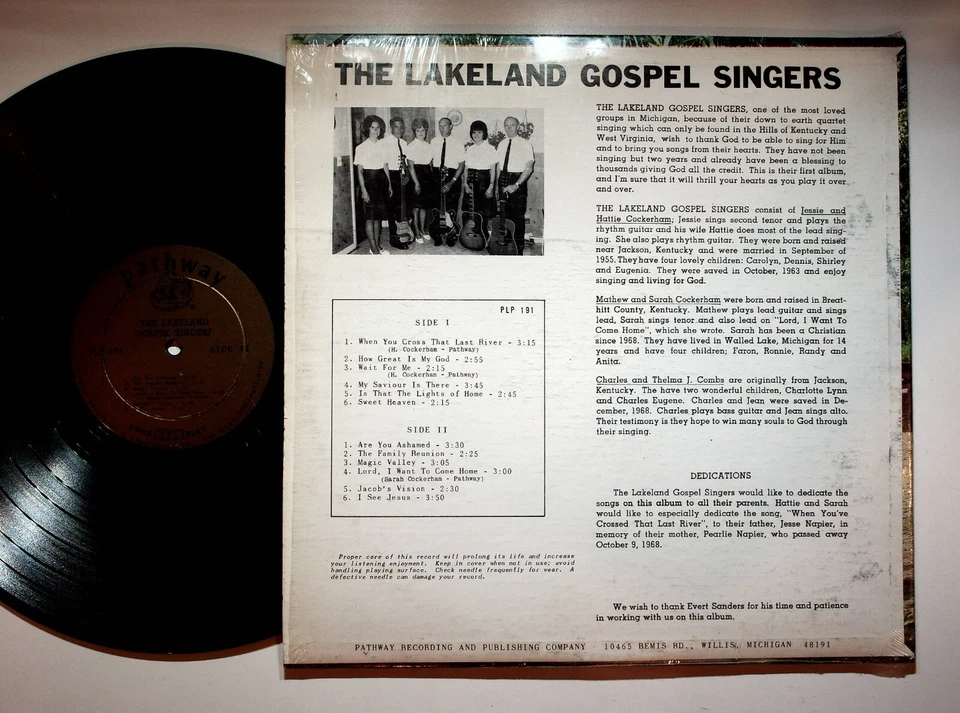 THE LAKELAND GOSPEL SINGERS
THE LAKELAND GOSPEL SINGERS, one of the most loved
groups in Michigan, because of their down to earth quartet
singing which can only be found in the Hills of Kentucky and
West Virginia, wish to thank God to be able to sing for Him
and to bring you songs from their hearts. They have not been
singing but two years and already have been a blessing to
thousands giving God all the credit. This is their first album,
and I'm sure that it will thrill your hearts as you play it over
and over.
THE LAKELAND GOSPEL SINGERS consist of Jessie and
Hattie Cockerham; Jessie sings second tenor and plays the
rhythm guitar and his wife Hattie does most of the lead sing-
ing. She also plays rhythm guitar. They were born and raised
near Jackson, Kentucky and were married in September of
1955. They have four lovely children: Carolyn, Dennis, Shirley
and Eugenia. They were saved in October, 1963 and enjoy
singing and living for God.
Mathew and Sarah Cockerham were born and raised in Breat-
hitt County, Kentucky. Mathew plays lead guitar and sings
lead, Sarah sings tenor and also lead on "Lord, I Want To
Come Home", which she wrote. Sarah has been a Christian
since 1968. They have lived in Walled Lake, Michigan for 14
years and have four children; Faron, Ronnie, Randy and
Anita.
Charles and Thelma J. Combs are originally from Jackson,
Kentucky. The have two wonderful children, Charlotte Lynn
and Charles Eugene. Charles and Jean were saved in De-
cember, 1968. Charles plays bass guitar and Jean sings alto.
Their testimony is they hope to win many souls to God through
their singing.
DEDICATIONS
The Lakeland Gospel Singers would like to dedicate the
songs on this album to all their parents. Hattie and Sarah
would like to especially dedicate the song, "When You've
Crossed That Last River", to their father, Jesse Napier, in
memory of their mother, Pearlie Napier, who passed away
October 9, 1968.
We wish to thank Evert Sanders for his time and patience
in working with us on this album.
PLP 191
SIDE I
1. When You Cross That Last River - 3:15
(H. Cockerham - Pathway)
2. How Great Is My God - 2:55
3. Wait For Me - 2:15
(H. Cockerham - Pathway)
4. My Saviour Is There - 3:45
5. Is That The Lights of Home - 2:45
6. Sweet Heaven - 2:15
SIDE II
1. Are You Ashamed - 3:30
2. The Family Reunion - 2:25
3. Magic Valley - 3:05
4. Lord, I Want To Come Home - 3:00
(Sarah Cockerham - Pathway)
5. Jacob's Vision - 2:30
6. I See Jesus - 3:50
Proper care of this record will prolong its life and increase
your listening enjoyment. Keep in cover when not in use; avoid
handling playing surface. Check needle frequently for wear. A
defective needle can damage your record.
PATHWAY RECORDING AND PUBLISHING COMPANY 10465 BEMIS RD., WILLIS, MICHIGAN 48191
pathway
THE LAKELAND
GOSPEL SINGERS
PLP 191
SIDE